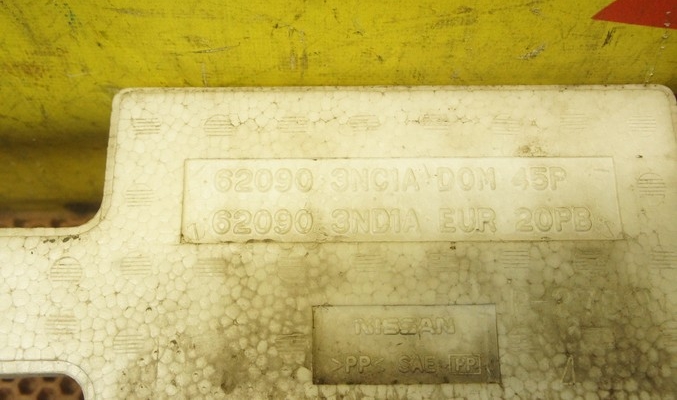 62090 3NC1A DOM 45P
62090 3ND1A EUR 20PB
NISSAN
>PP<